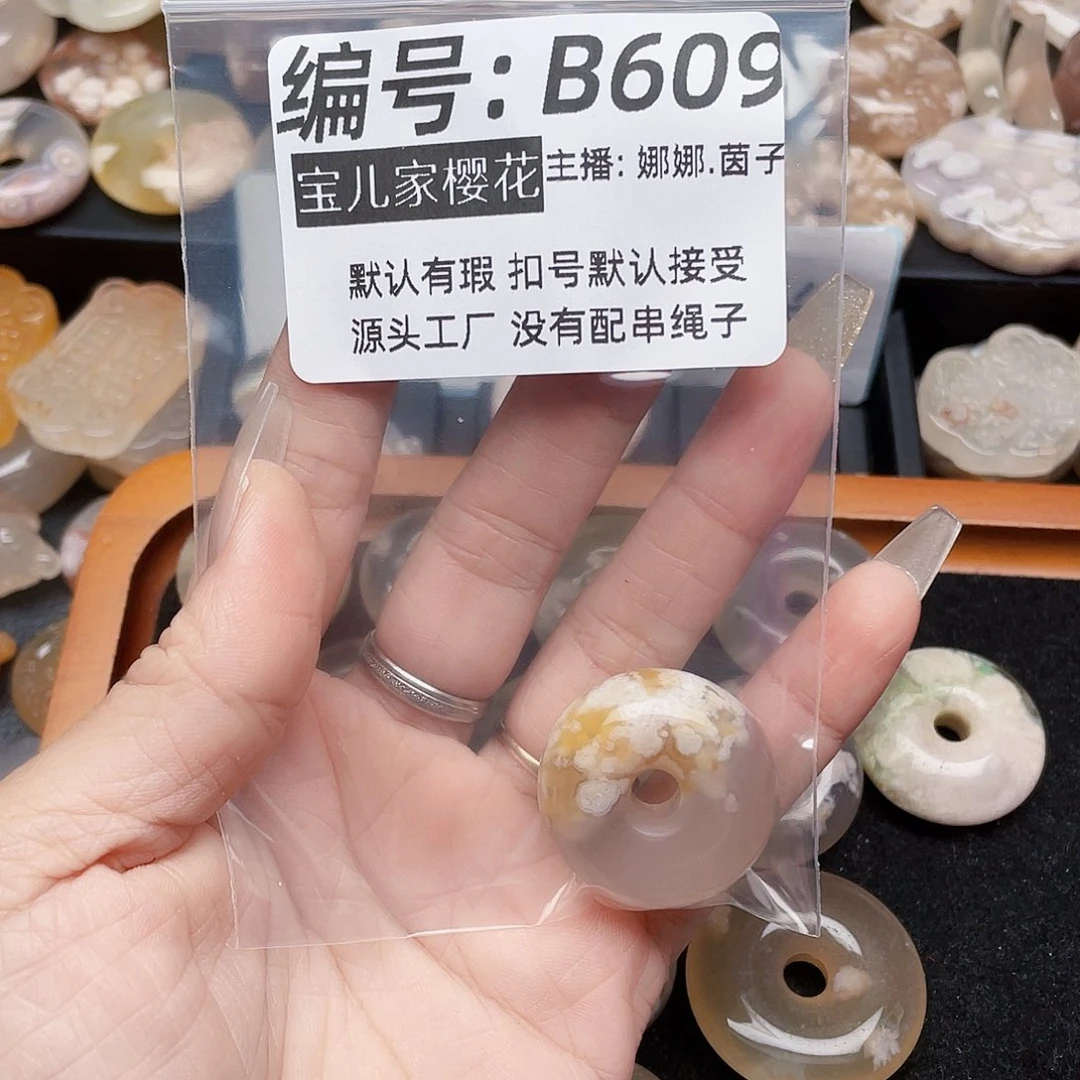 编号: B609
宝儿家樱花 主播: 娜娜.茵子
默认有瑕 扣号默认接受
源头工厂 没有配串绳子